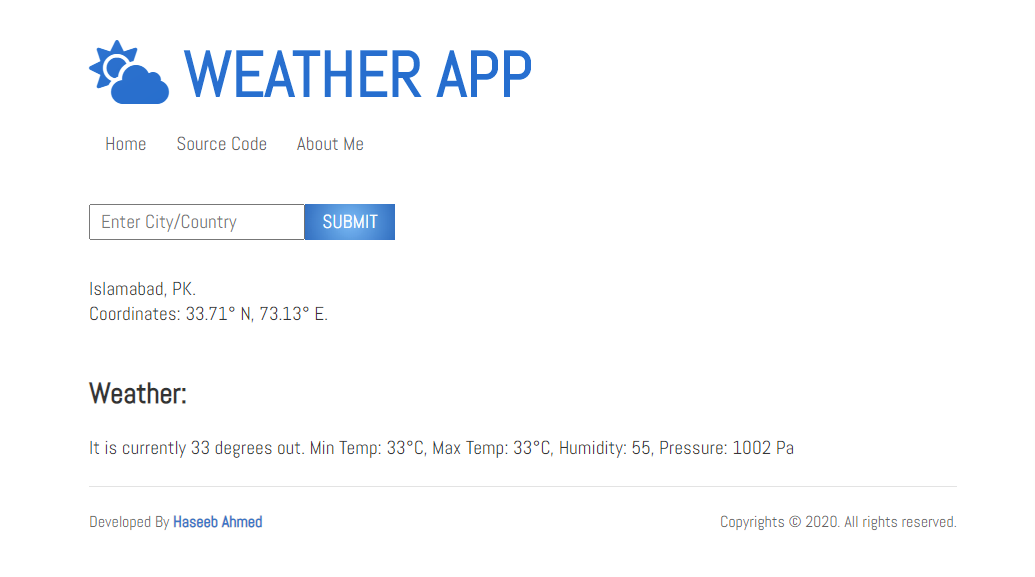 WEATHER APP
Home Source Code About Me
Enter City/Country SUBMIT
Islamabad, PK.
Coordinates: 33.71° N, 73.13° E.
Weather:
It is currently 33 degrees out. Min Temp: 33°C, Max Temp: 33°C, Humidity: 55, Pressure: 1002 Pa
Developed By Haseeb Ahmed Copyrights © 2020. All rights reserved.